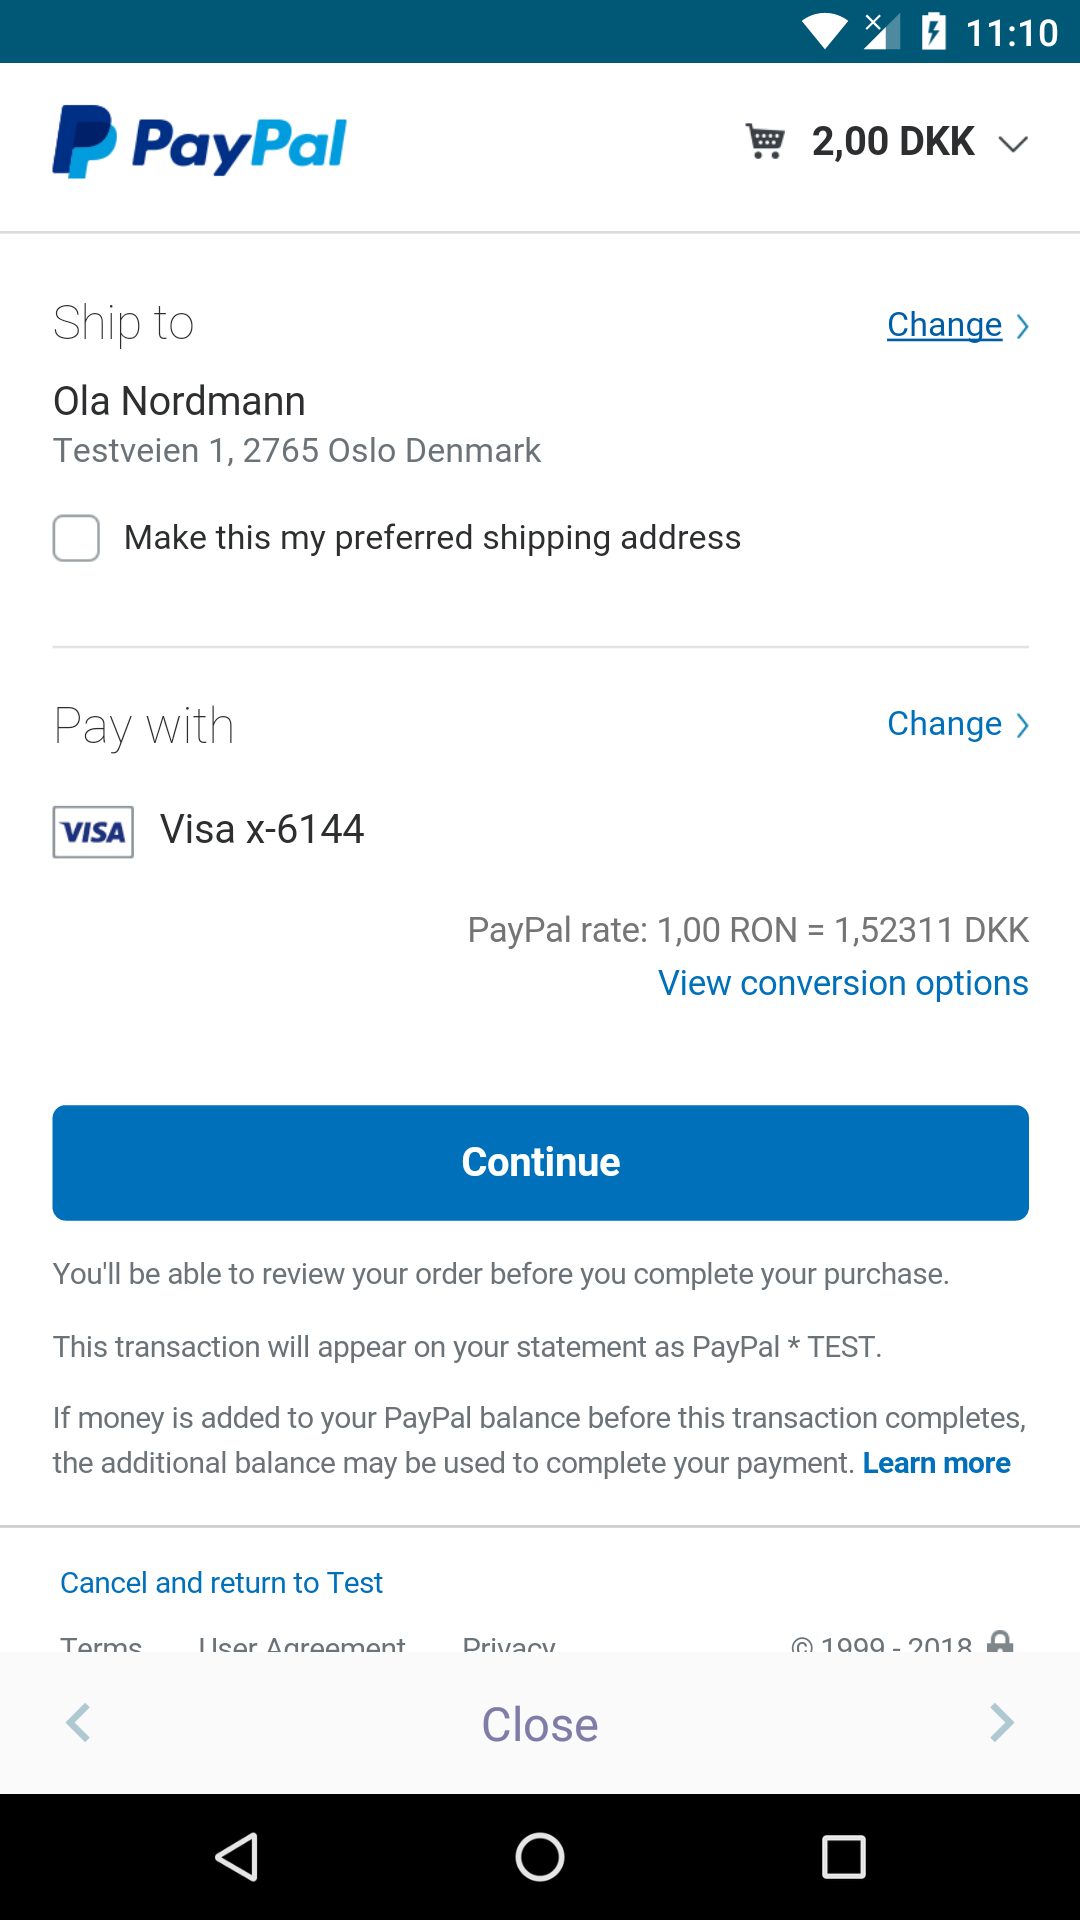 11:10
PayPal
2,00 DKK
Ship to
Change
Ola Nordmann
Testveien 1, 2765 Oslo Denmark
Make this my preferred shipping address
Pay with
Change
VISA
Visa x-6144
PayPal rate: 1,00 RON = 1,52311 DKK
View conversion options
Continue
You'll be able to review your order before you complete your purchase.
This transaction will appear on your statement as PayPal * TEST.
If money is added to your PayPal balance before this transaction completes,
the additional balance may be used to complete your payment. Learn more
Cancel and return to Test
Terms User Agreement Privacy © 1999 - 2018
Close